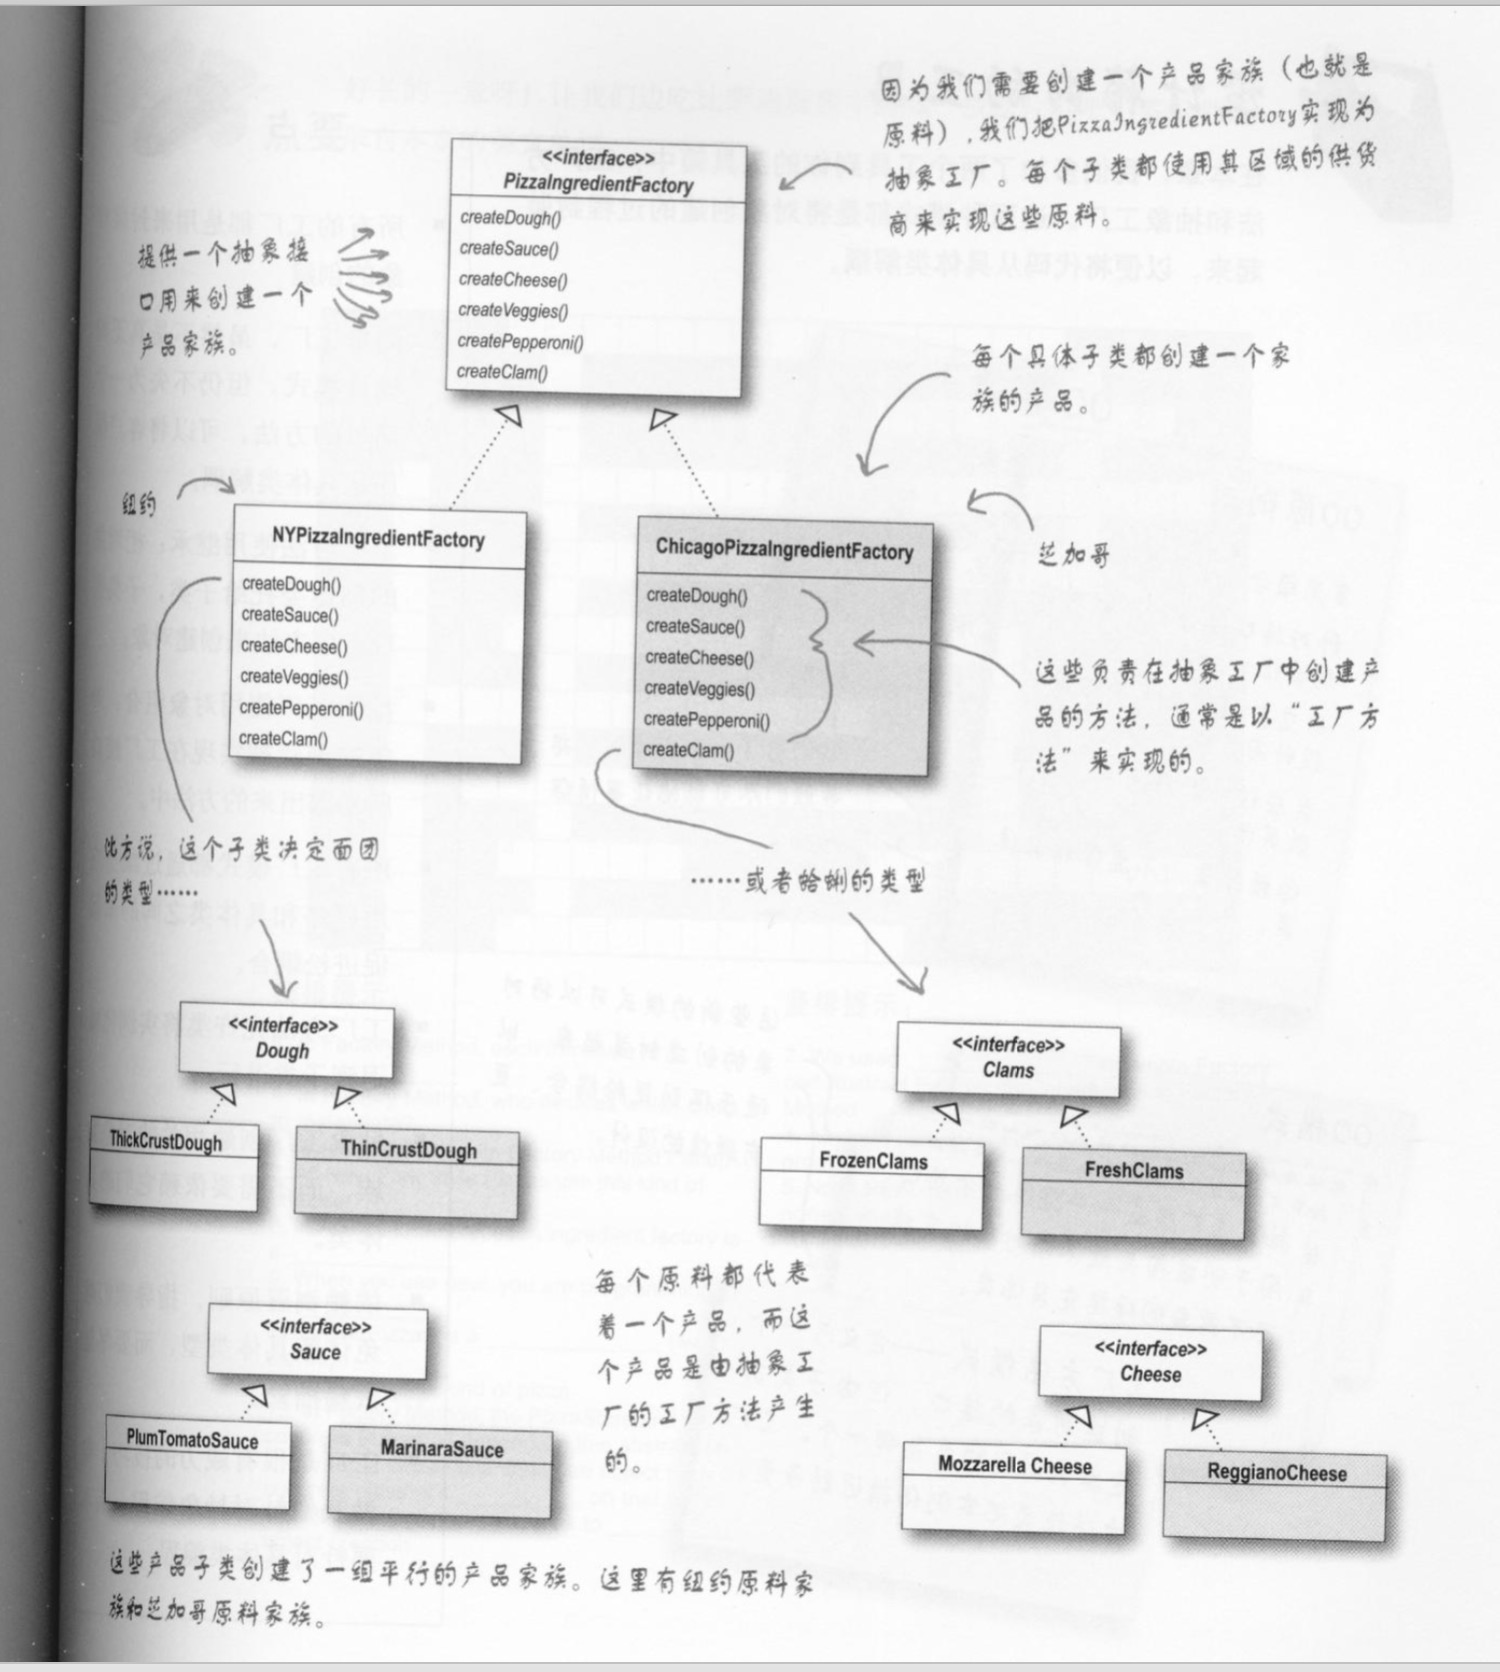 因为我们需要创建一个产品家族（也就是
原料），我们把PizzaIngredientFactory实现为
抽象工厂。每个子类都使用其区域的供货
商来实现这些原料。
<<interface>>
PizzaIngredientFactory
createDough()
createSauce()
createCheese()
createVeggies()
createPepperoni()
createClam()
提供一个抽象接
口用来创建一个
产品家族。
每个具体子类都创建一个家
族的产品。
纽约
NYPizzaIngredientFactory
createDough()
createSauce()
createCheese()
createVeggies()
createPepperoni()
createClam()
ChicagoPizzaIngredientFactory
createDough()
createSauce()
createCheese()
createVeggies()
createPepperoni()
createClam()
芝加哥
这些负责在抽象工厂中创建产
品的方法，通常是以“工厂方
法”来实现的。
比方说，这个子类决定面团
的类型……
……或者蛤蜊的类型
<<interface>>
Dough
ThickCrustDough
ThinCrustDough
<<interface>>
Clams
FrozenClams
FreshClams
<<interface>>
Sauce
PlumTomatoSauce
MarinaraSauce
每个原料都代表
着一个产品，而这
个产品是由抽象工
厂的工厂方法产生
的。
<<interface>>
Cheese
Mozzarella Cheese
ReggianoCheese
这些产品子类创建了一组平行的产品家族。这里有纽约原料家
族和芝加哥原料家族。